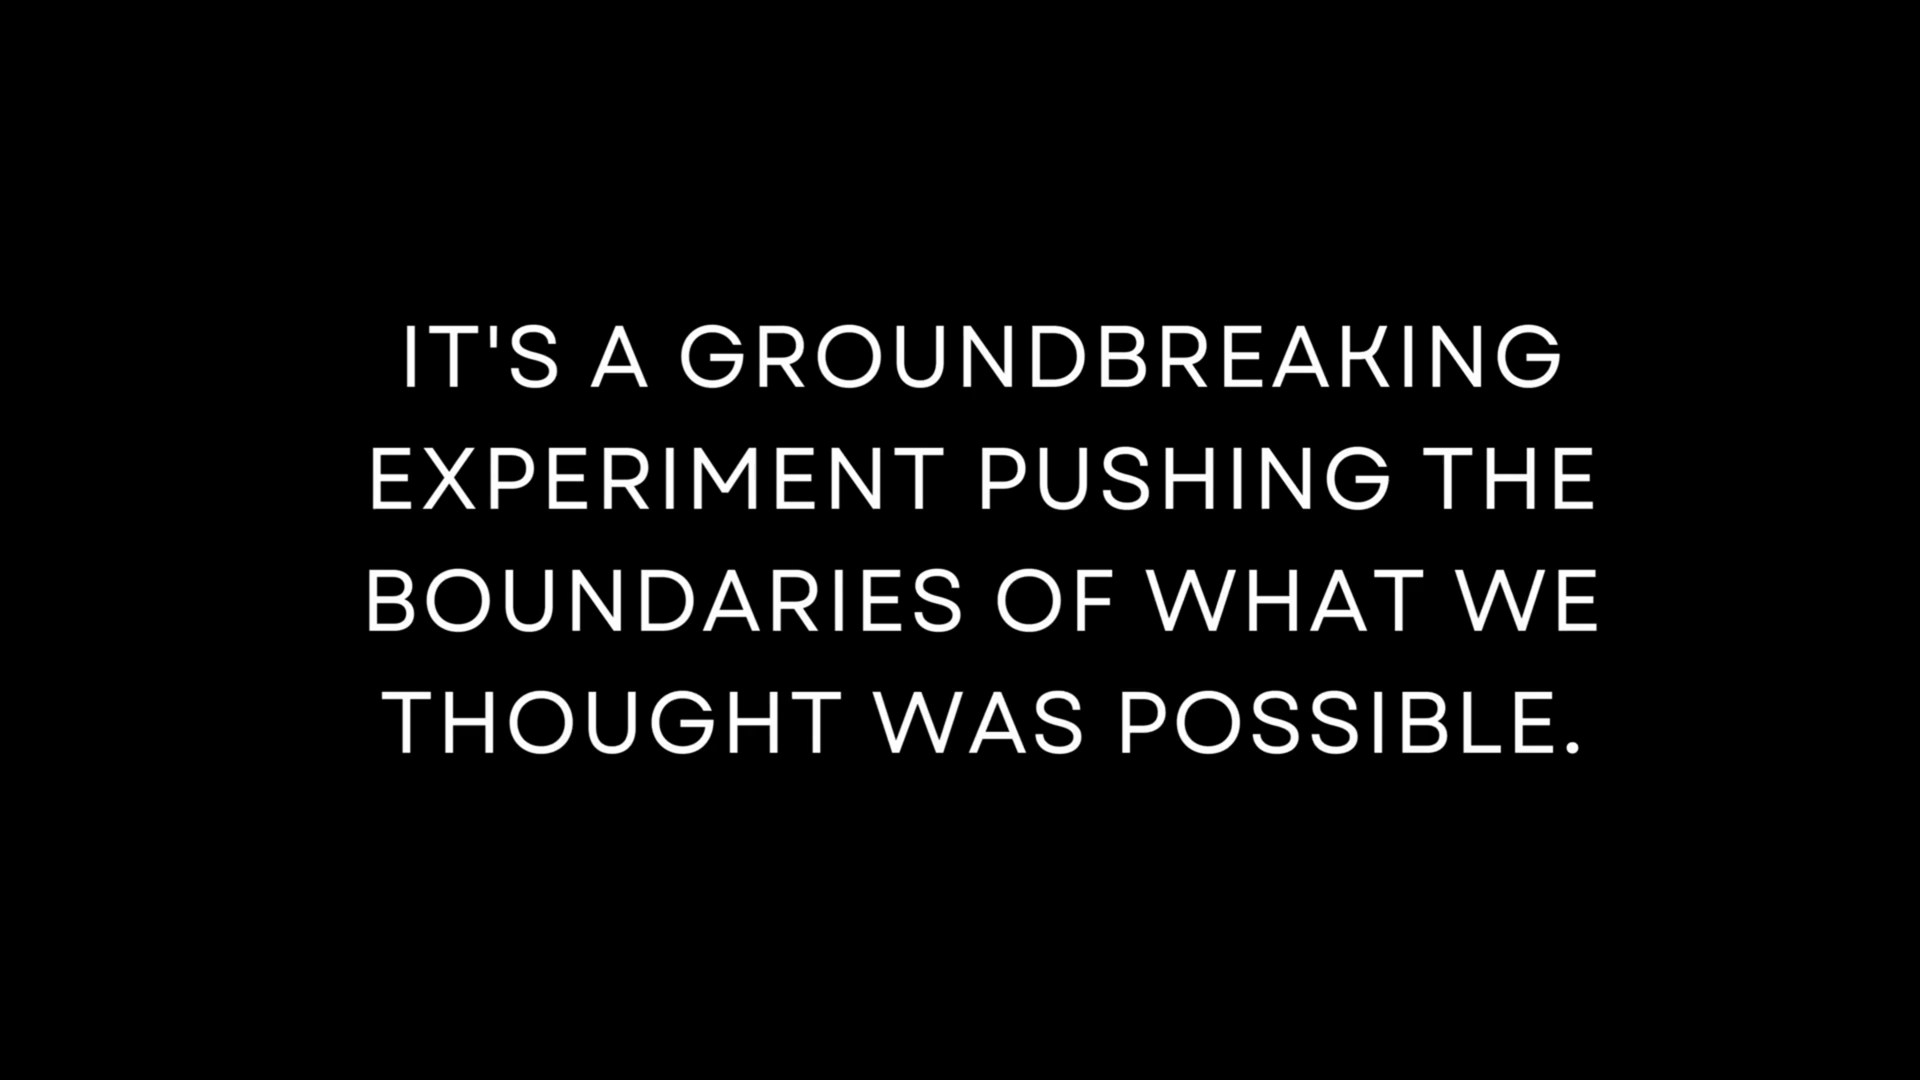 IT'S A GROUNDBREAKING
EXPERIMENT PUSHING THE
BOUNDARIES OF WHAT WE
THOUGHT WAS POSSIBLE.